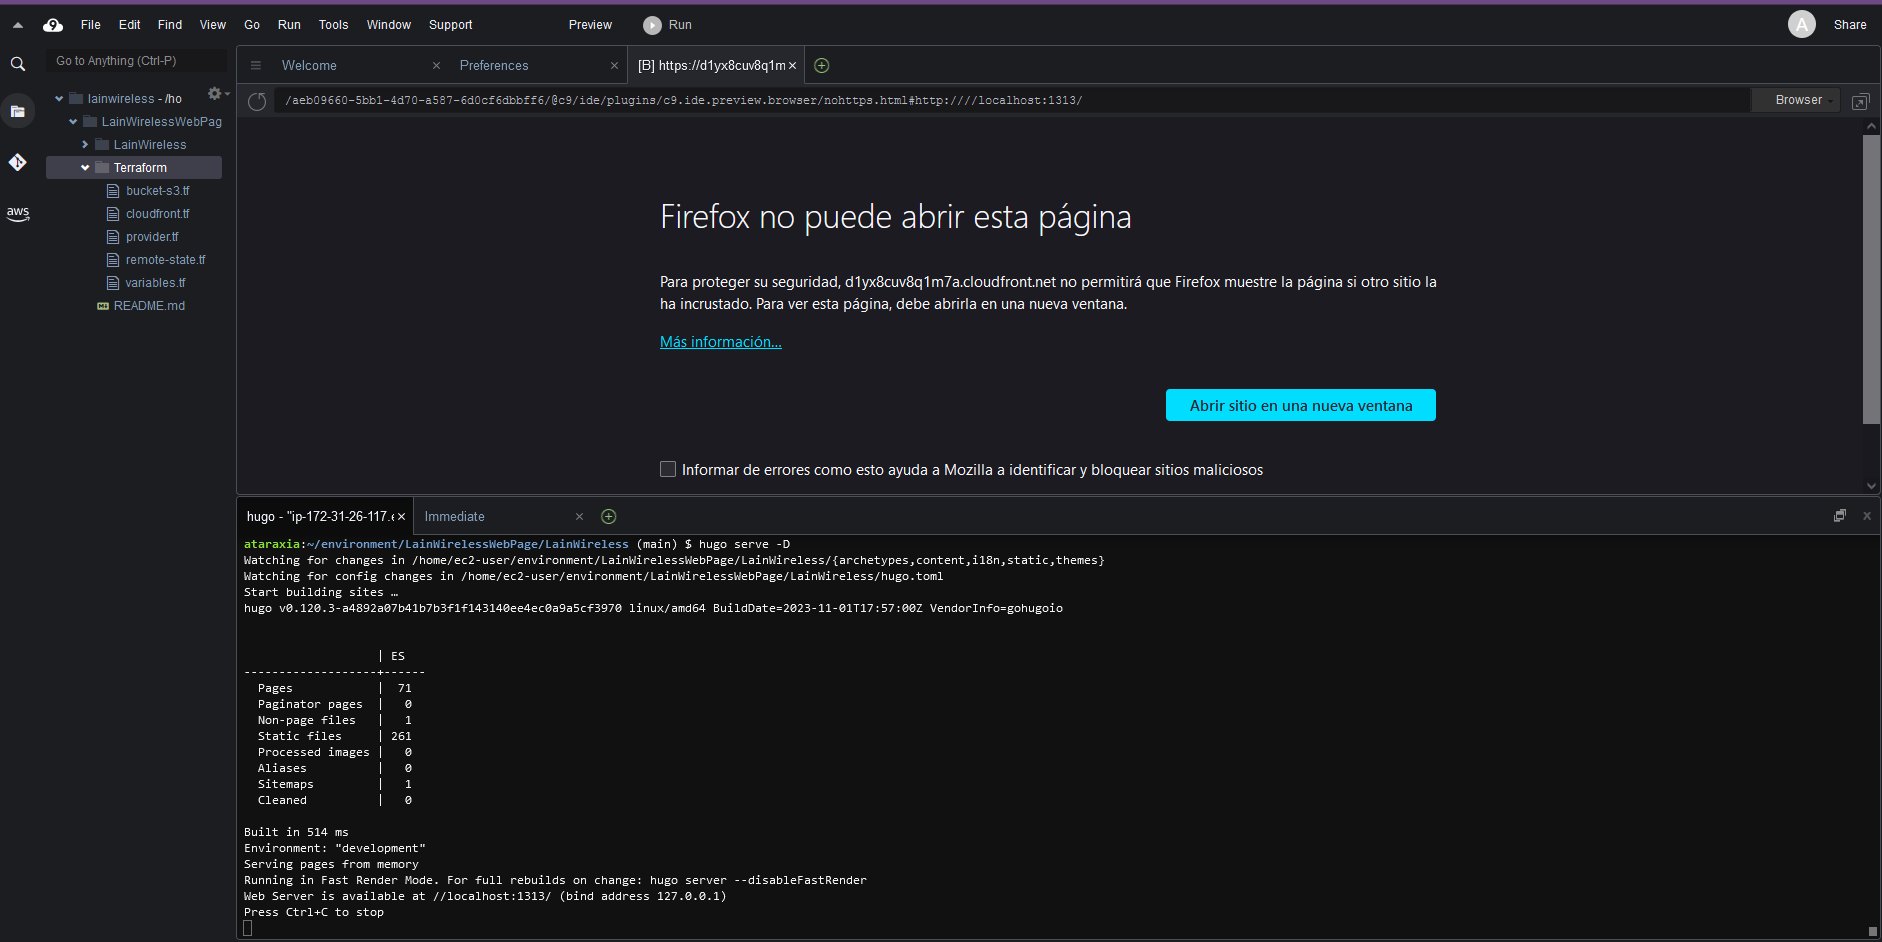 File Edit Find View Go Run Tools Window Support Preview Run A Share
Go to Anything (Ctrl-P)
Welcome
Preferences
[B] https://d1yx8cuv8q1m
/aeb09660-5bb1-4d70-a587-6d0cf6dbbff6/@c9/ide/plugins/c9.ide.preview.browser/nohttps.html#http:////localhost:1313/
Browser
lainwireless - /ho
LainWirelessWebPag
LainWireless
Terraform
bucket-s3.tf
cloudfront.tf
provider.tf
remote-state.tf
variables.tf
README.md
aws
Firefox no puede abrir esta página
Para proteger su seguridad, d1yx8cuv8q1m7a.cloudfront.net no permitirá que Firefox muestre la página si otro sitio la
ha incrustado. Para ver esta página, debe abrirla en una nueva ventana.
Más información...
Abrir sitio en una nueva ventana
Informar de errores como esto ayuda a Mozilla a identificar y bloquear sitios maliciosos
hugo - "ip-172-31-26-117.e
Immediate
ataraxia:~/environment/LainWirelessWebPage/LainWireless (main) $ hugo serve -D
Watching for changes in /home/ec2-user/environment/LainWirelessWebPage/LainWireless/{archetypes,content,i18n,static,themes}
Watching for config changes in /home/ec2-user/environment/LainWirelessWebPage/LainWireless/hugo.toml
Start building sites …
hugo v0.120.3-a4892a07b41b7b3f1f143140ee4ec0a9a5cf3970 linux/amd64 BuildDate=2023-11-01T17:57:00Z VendorInfo=gohugoio
                   | ES
-------------------+------
  Pages            |  71
  Paginator pages  |   0
  Non-page files   |   1
  Static files     | 261
  Processed images |   0
  Aliases          |   0
  Sitemaps         |   1
  Cleaned          |   0
Built in 514 ms
Environment: "development"
Serving pages from memory
Running in Fast Render Mode. For full rebuilds on change: hugo server --disableFastRender
Web Server is available at //localhost:1313/ (bind address 127.0.0.1)
Press Ctrl+C to stop